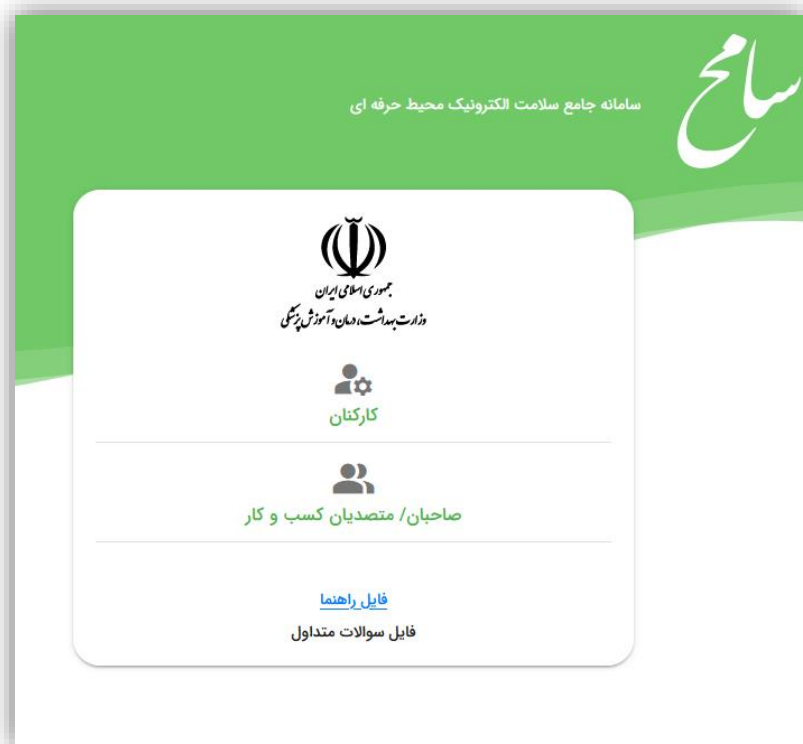 سامح
سامانه جامع سلامت الکترونیک محیط حرفه ای
جمهوری اسلامی ایران
وزارت بهداشت، درمان و آموزش پزشکی
کارکنان
صاحبان/ متصدیان کسب و کار
فایل راهنما
فایل سوالات متداول